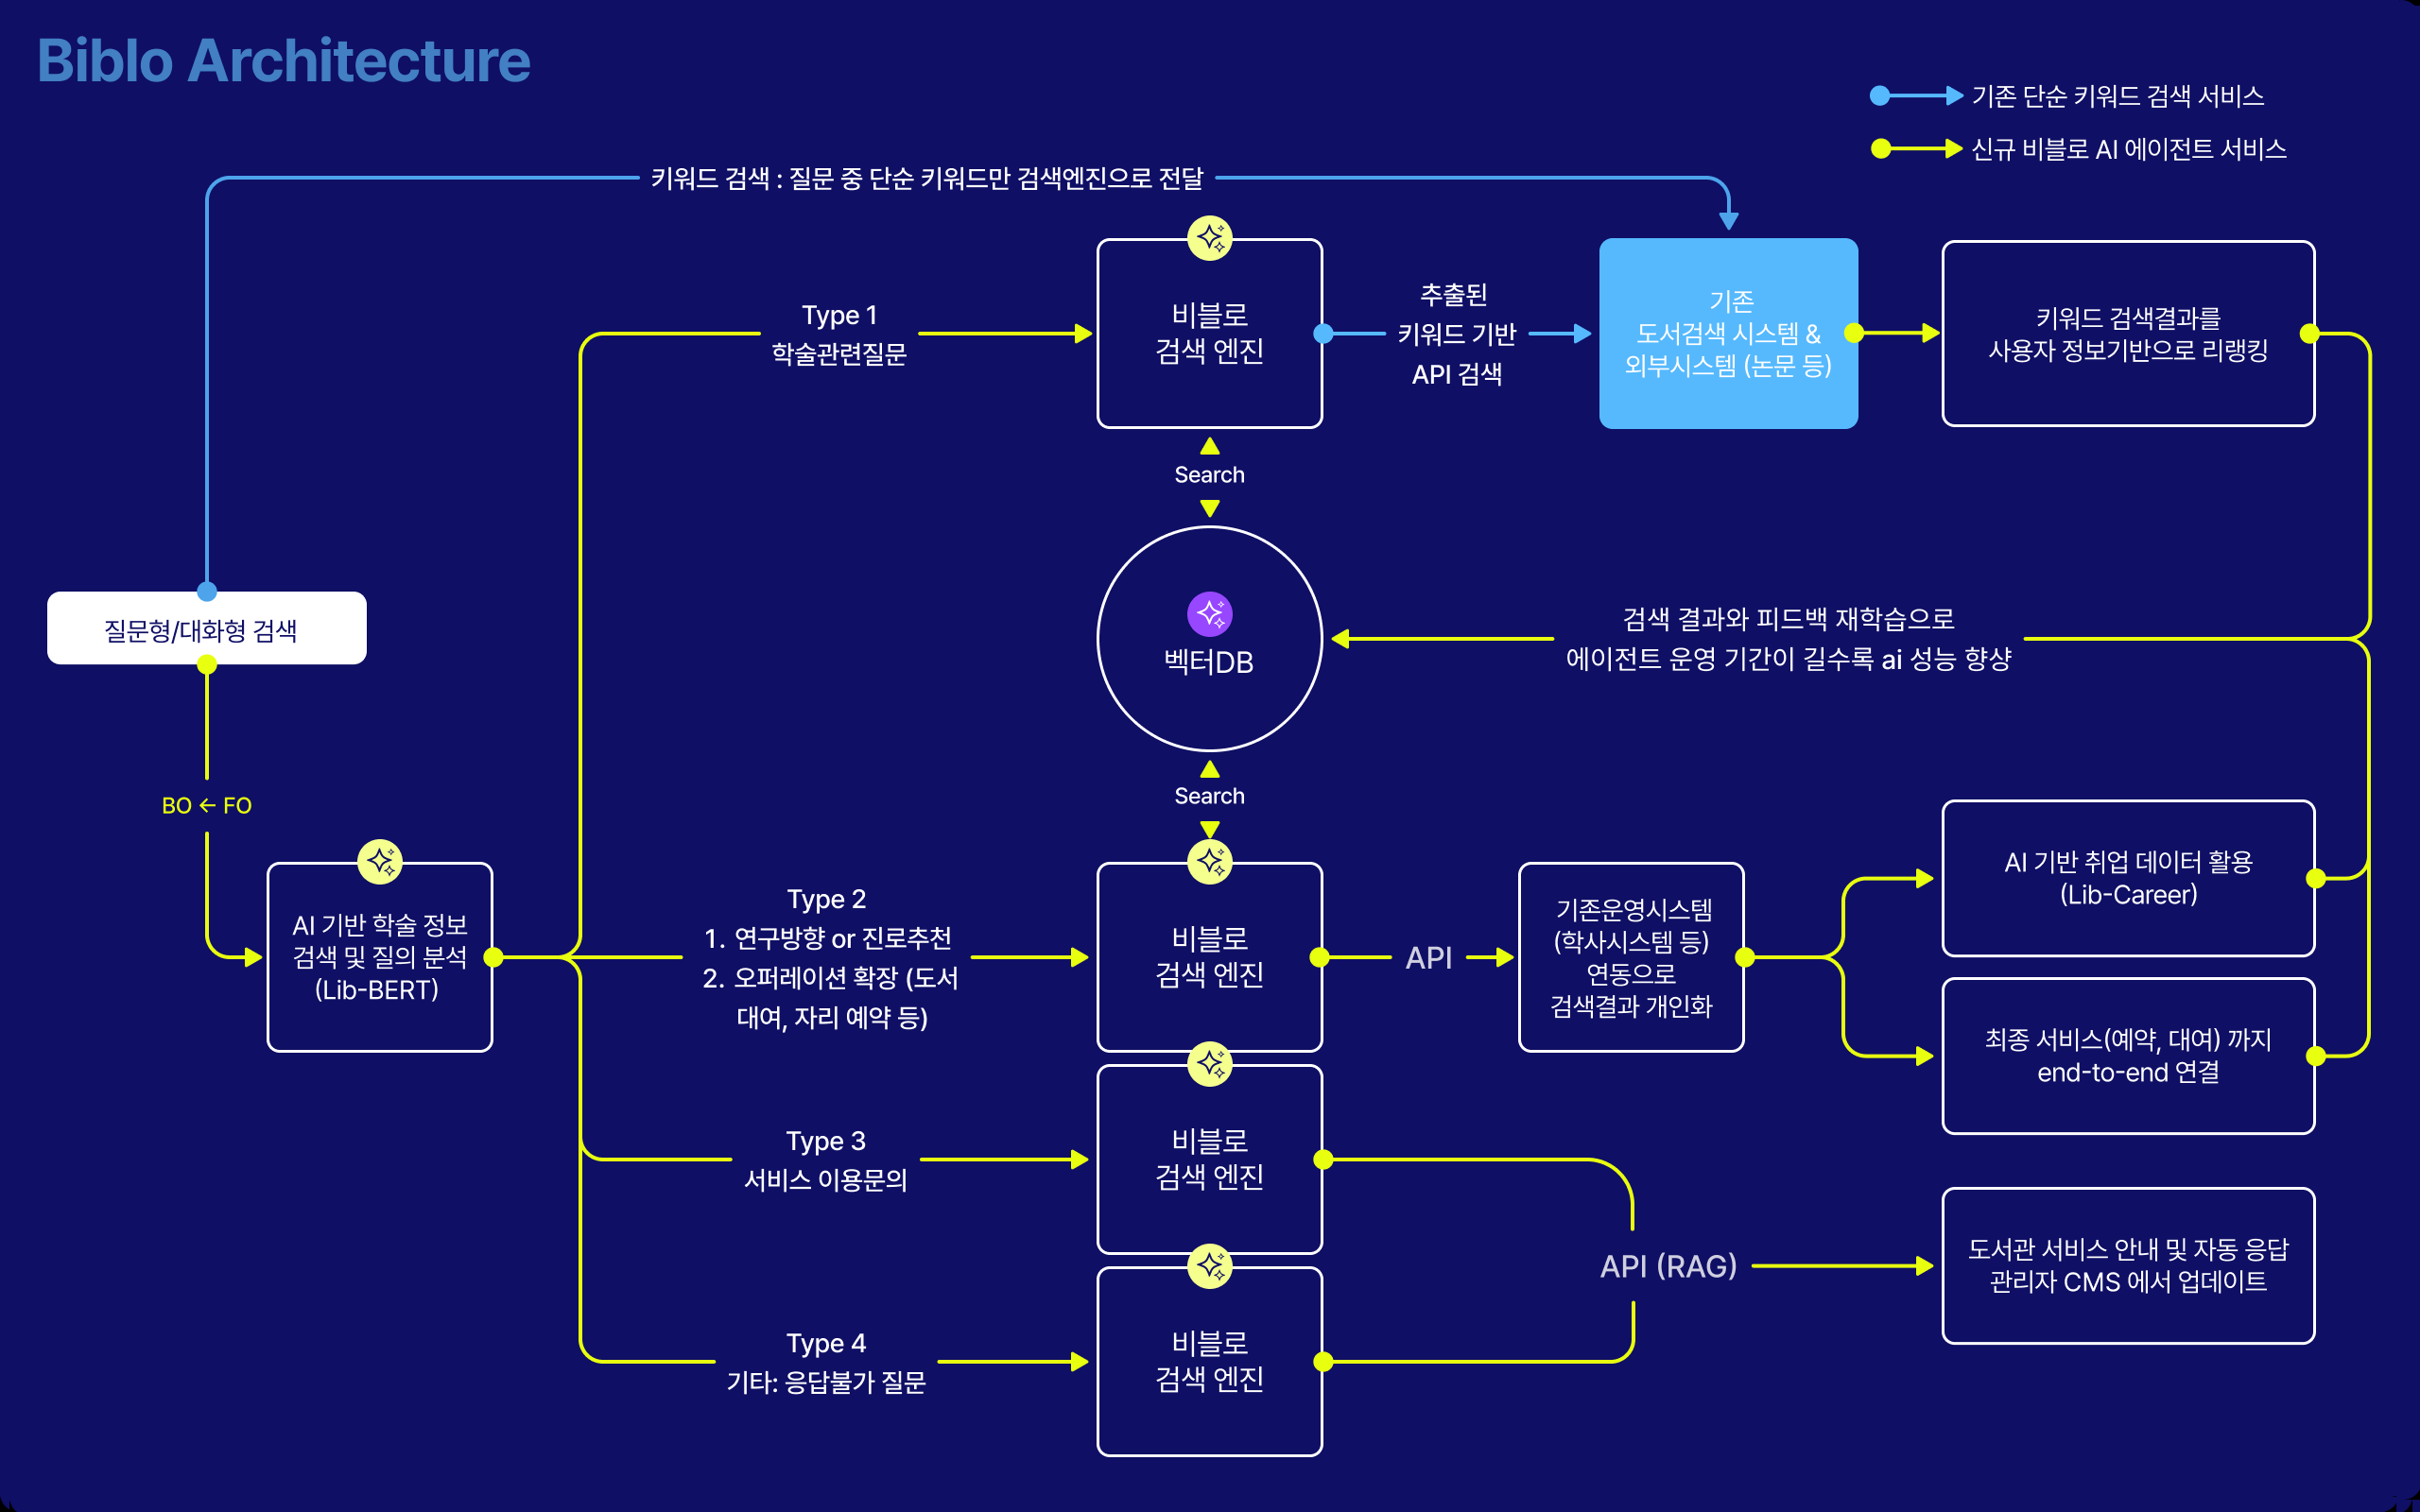 Biblo Architecture
기존 단순 키워드 검색 서비스
신규 비블로 AI 에이전트 서비스
키워드 검색 : 질문 중 단순 키워드만 검색엔진으로 전달
Type 1
학술관련질문
비블로
검색 엔진
추출된
키워드 기반
API 검색
기존
도서검색 시스템 &
외부시스템 (논문 등)
키워드 검색결과를
사용자 정보기반으로 리랭킹
Search
질문형/대화형 검색
벡터DB
검색 결과와 피드백 재학습으로
에이전트 운영 기간이 길수록 ai 성능 향샹
Search
BO ← FO
AI 기반 학술 정보
검색 및 질의 분석
(Lib-BERT)
Type 2
1. 연구방향 or 진로추천
2. 오퍼레이션 확장 (도서
대여, 자리 예약 등)
비블로
검색 엔진
API
기존운영시스템
(학사시스템 등)
연동으로
검색결과 개인화
AI 기반 취업 데이터 활용
(Lib-Career)
최종 서비스(예약, 대여) 까지
end-to-end 연결
Type 3
서비스 이용문의
비블로
검색 엔진
API (RAG)
도서관 서비스 안내 및 자동 응답
관리자 CMS 에서 업데이트
Type 4
기타: 응답불가 질문
비블로
검색 엔진